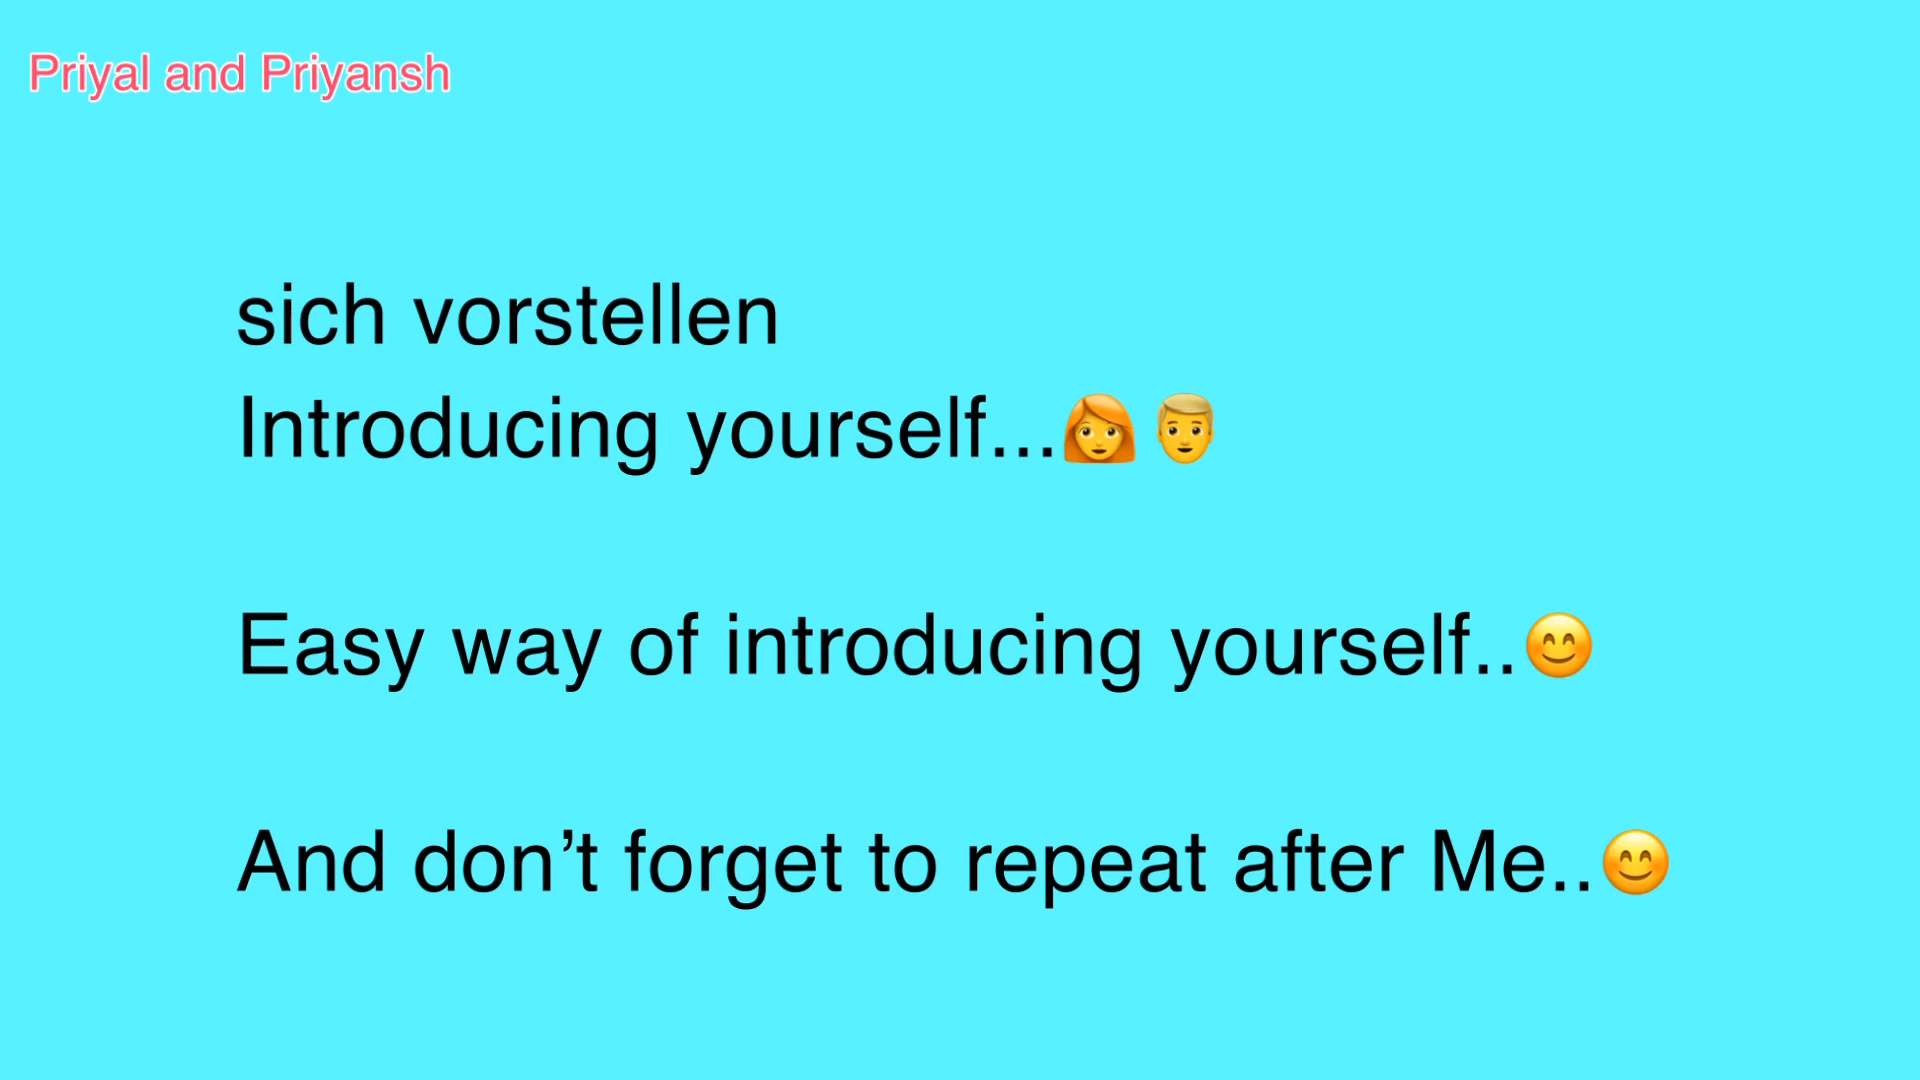 Priyal and Priyansh
sich vorstellen
Introducing yourself...👩‍🦰👨
Easy way of introducing yourself..😊
And don’t forget to repeat after Me..😊